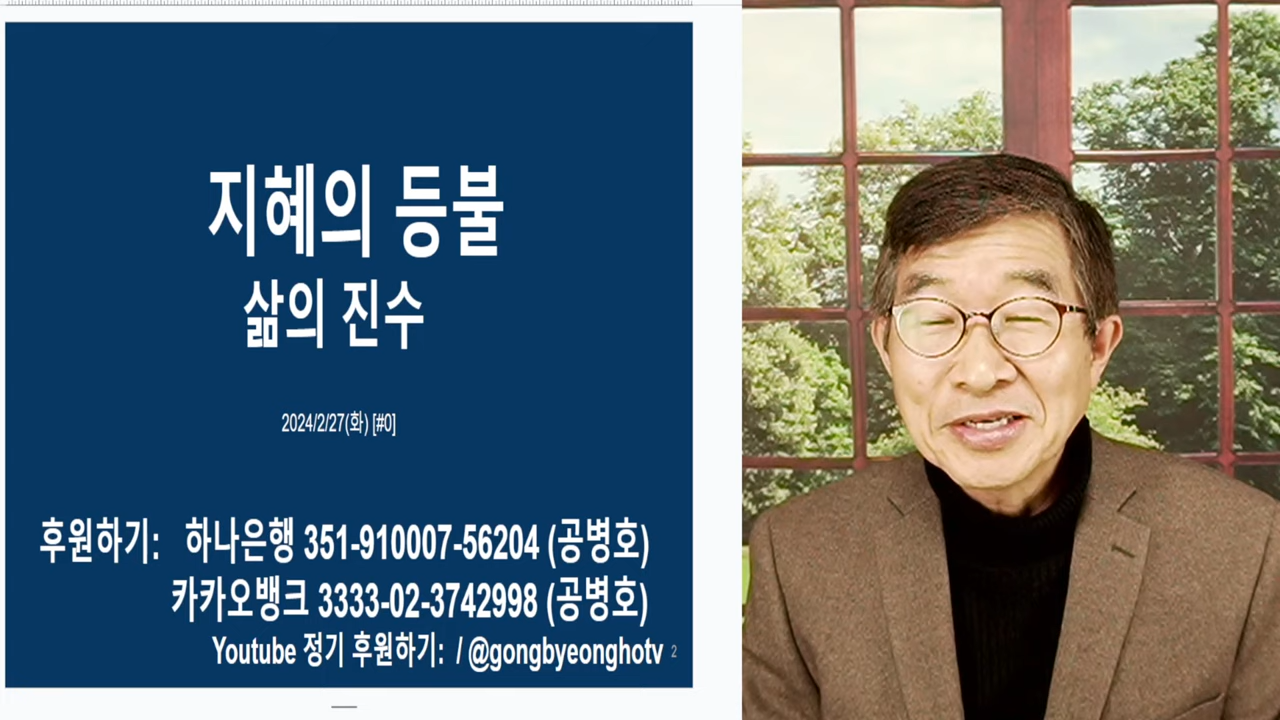 지혜의 등불
삶의 진수
2024/2/27(화) [#0]
후원하기: 하나은행 351-910007-56204 (공병호)
카카오뱅크 3333-02-3742998 (공병호)
Youtube 정기 후원하기: / @gongbyeonghotv 2